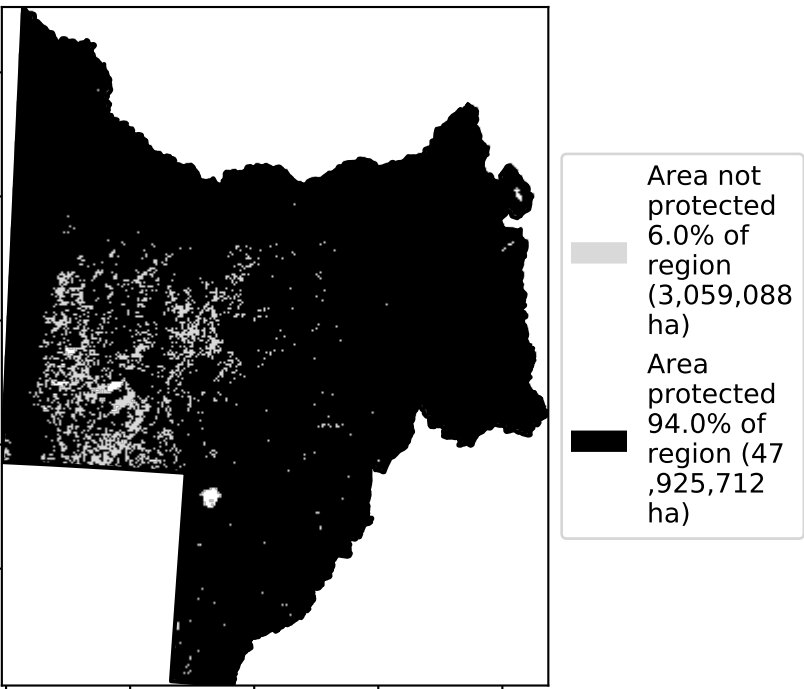 Area not
protected
6.0% of
region
(3,059,088
ha)
Area
protected
94.0% of
region (47
,925,712
ha)